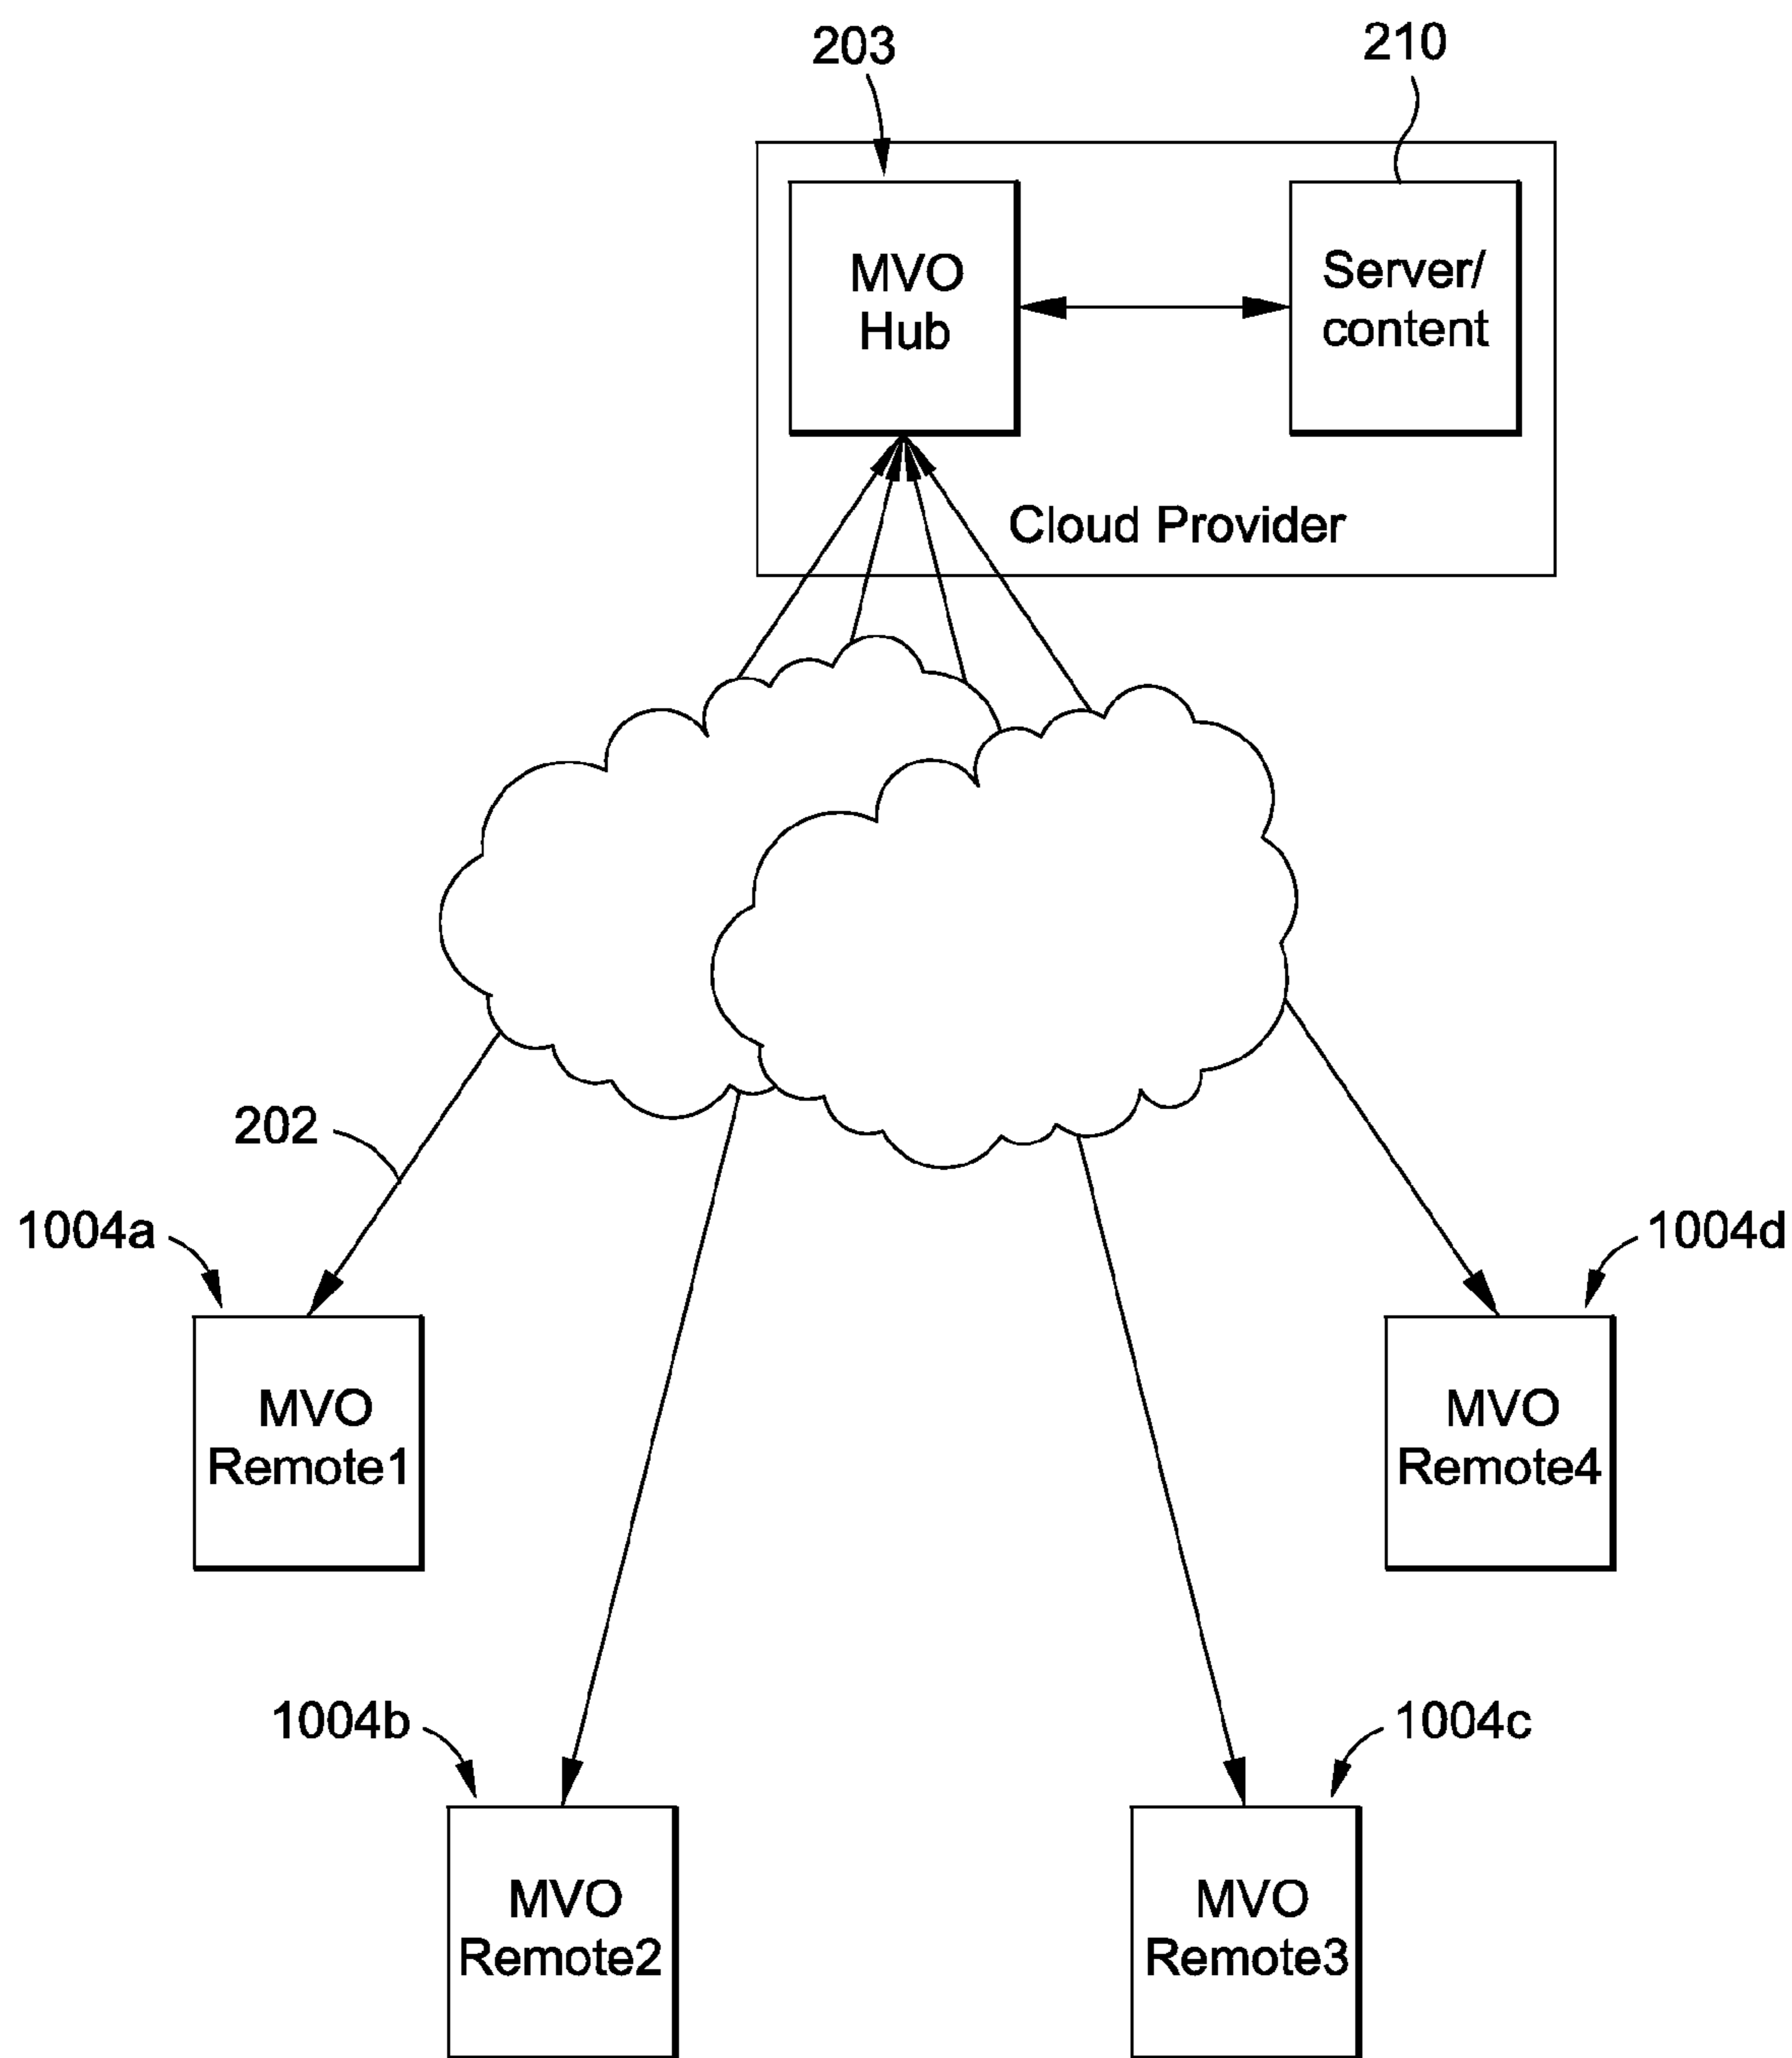 203
210
MVO
Hub
Server/
content
Cloud Provider
202
1004a
1004d
MVO
Remote1
MVO
Remote4
1004b
1004c
MVO
Remote2
MVO
Remote3